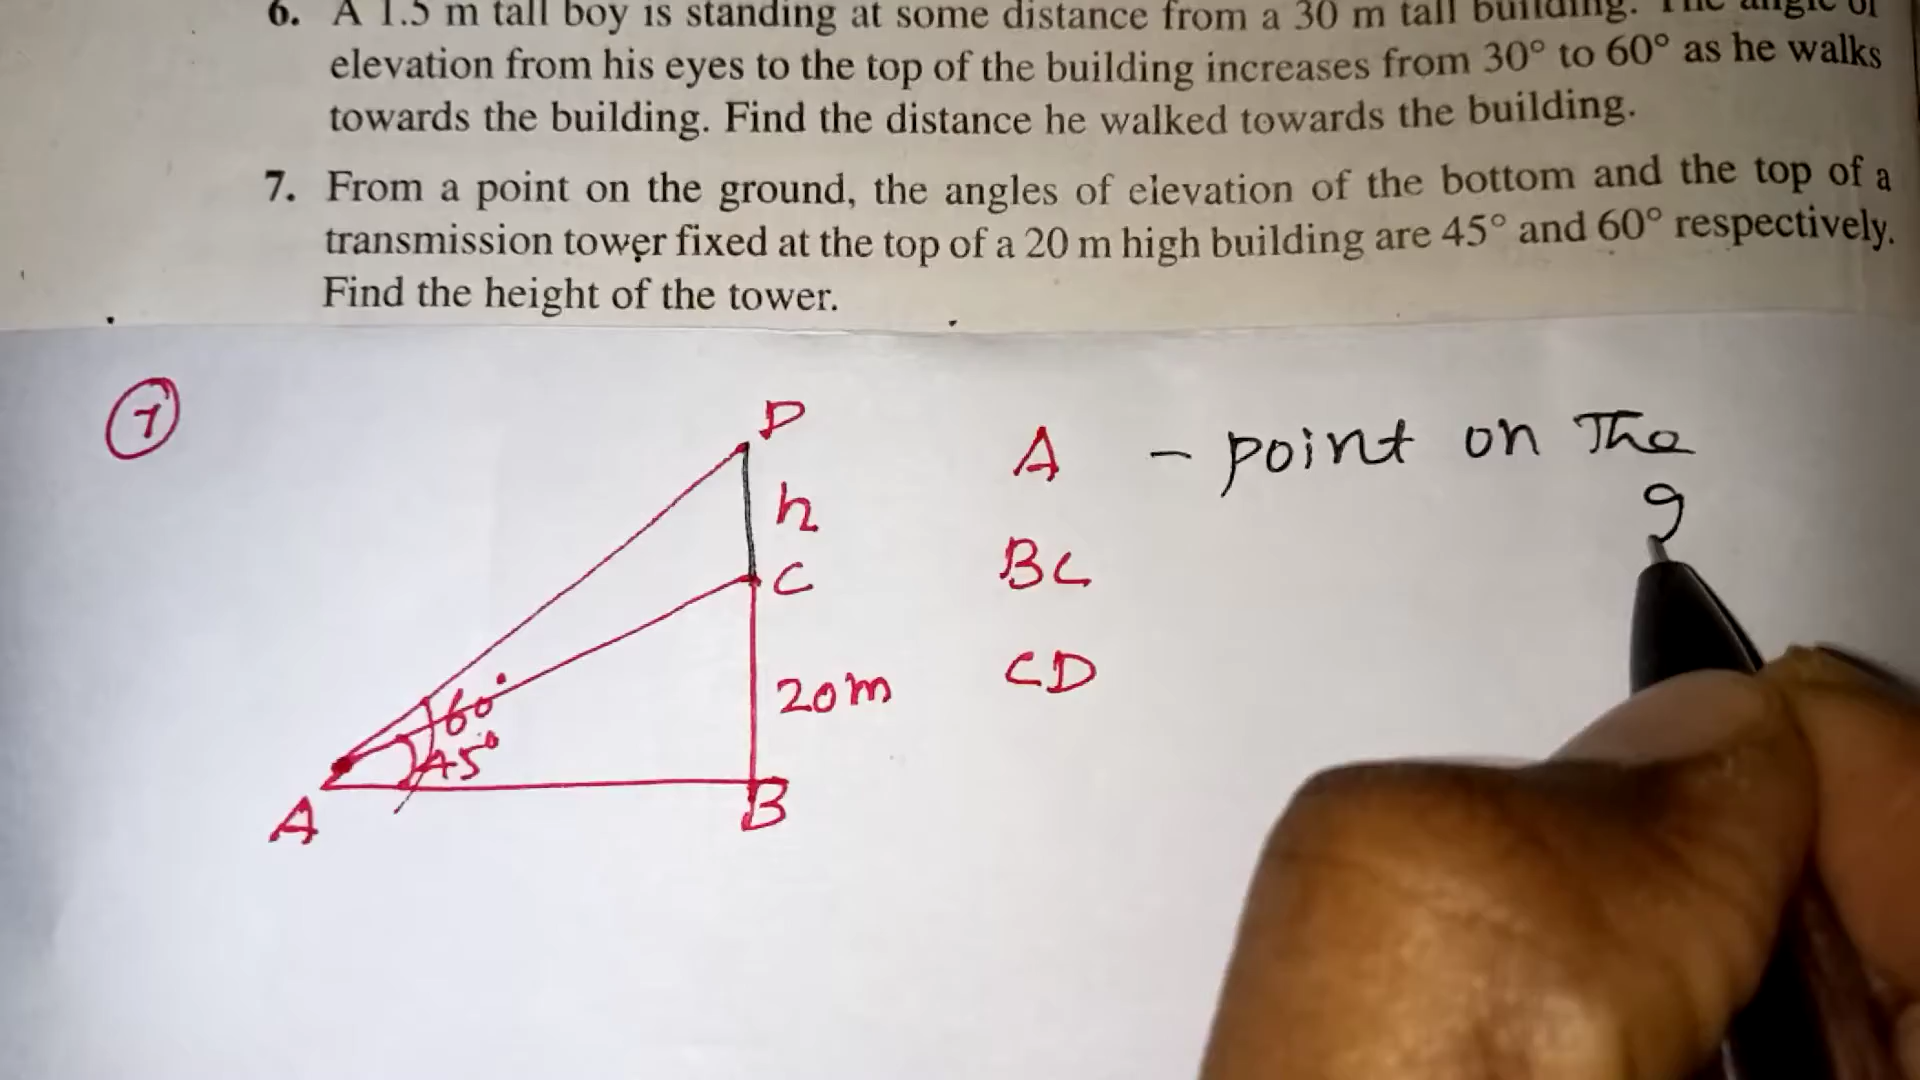 6. A 1.5 m tall boy is standing at some distance from a 30 m tall building. The angle of
elevation from his eyes to the top of the building increases from 30° to 60° as he walks
towards the building. Find the distance he walked towards the building.
7. From a point on the ground, the angles of elevation of the bottom and the top of a
transmission tower fixed at the top of a 20 m high building are 45° and 60° respectively.
Find the height of the tower.
7
D
h
C
20m
60°
45°
A
B
A - point on The
g
BC
CD